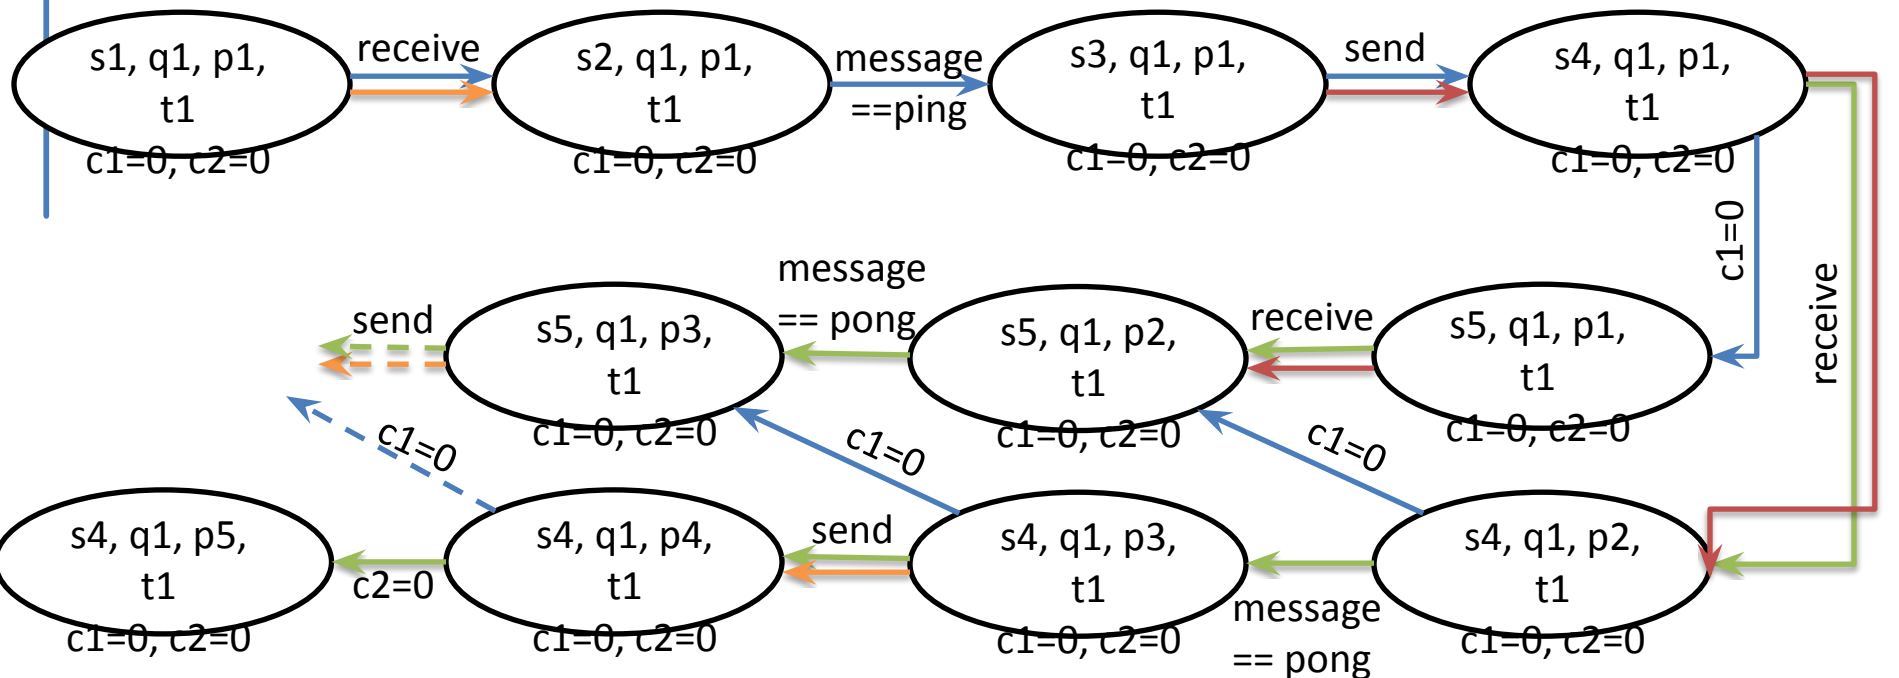 s1, q1, p1,
t1
c1=0, c2=0
receive
s2, q1, p1,
t1
c1=0, c2=0
message
==ping
s3, q1, p1,
t1
c1=0, c2=0
send
s4, q1, p1,
t1
c1=0, c2=0
c1=0
receive
s5, q1, p1,
t1
c1=0, c2=0
receive
s5, q1, p2,
t1
c1=0, c2=0
message
== pong
s5, q1, p3,
t1
c1=0, c2=0
send
c1=0
c1=0
c1=0
s4, q1, p2,
t1
c1=0, c2=0
message
== pong
s4, q1, p3,
t1
c1=0, c2=0
send
s4, q1, p4,
t1
c1=0, c2=0
c2=0
s4, q1, p5,
t1
c1=0, c2=0